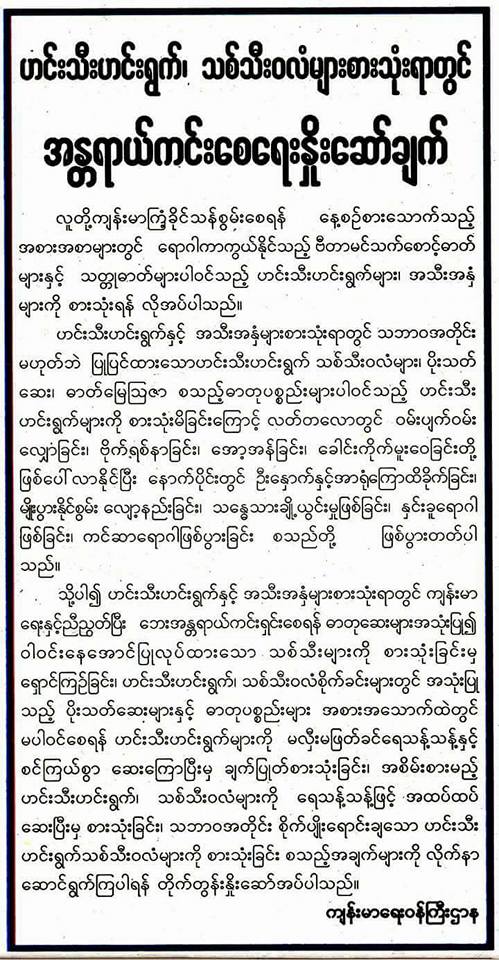 ဟင်းသီးဟင်းရွက်၊ သစ်သီးဝလံများစားသုံးရာတွင်
အန္တရာယ်ကင်းစေရေးနှိုးဆော်ချက်
လူတို့ကျန်းမာကြံ့ခိုင်သန်စွမ်းစေရန် နေ့စဉ်စားသောက်သည့်
အစားအစာများတွင် ရောဂါကာကွယ်နိုင်သည့် ဗီတာမင်သက်စောင့်ဓာတ်
များနှင့် သတ္တုဓာတ်များပါဝင်သည့် ဟင်းသီးဟင်းရွက်များ၊ အသီးအနှံ
များကို စားသုံးရန် လိုအပ်ပါသည်။
ဟင်းသီးဟင်းရွက်နှင့် အသီးအနှံများစားသုံးရာတွင် သဘာဝအတိုင်း
မဟုတ်ဘဲ ပြုပြင်ထားသောဟင်းသီးဟင်းရွက် သစ်သီးဝလံများ၊ ပိုးသတ်
ဆေး၊ ဓာတ်မြေသြဇာ စသည့်ဓာတုပစ္စည်းများပါဝင်သည့် ဟင်းသီး
ဟင်းရွက်များကို စားသုံးမိခြင်းကြောင့် လတ်တလောတွင် ဝမ်းပျက်ဝမ်း
လျှောခြင်း၊ ဗိုက်ရစ်နာခြင်း၊ အော့အန်ခြင်း၊ ခေါင်းကိုက်မူးဝေခြင်းတို့
ဖြစ်ပေါ်လာနိုင်ပြီး နောက်ပိုင်းတွင် ဦးနှောက်နှင့်အာရုံကြောထိခိုက်ခြင်း၊
မျိုးပွားနိုင်စွမ်း လျော့နည်းခြင်း၊ သန္ဓေသားချို့ယွင်းမှုဖြစ်ခြင်း၊ နှင်းခူရောဂါ
ဖြစ်ခြင်း၊ ကင်ဆာရောဂါဖြစ်ပွားခြင်း စသည်တို့ ဖြစ်ပွားတတ်ပါ
သည်။
သို့ပါ၍ ဟင်းသီးဟင်းရွက်နှင့် အသီးအနှံများစားသုံးရာတွင် ကျန်းမာ
ရေးနှင့်ညီညွတ်ပြီး ဘေးအန္တရာယ်ကင်းရှင်းစေရန် ဓာတုဆေးများအသုံးပြု၍
ဝါဝင်းနေအောင်ပြုလုပ်ထားသော သစ်သီးများကို စားသုံးခြင်းမှ
ရှောင်ကြဉ်ခြင်း၊ ဟင်းသီးဟင်းရွက်၊ သစ်သီးဝလံစိုက်ခင်းများတွင် အသုံးပြု
သည့် ပိုးသတ်ဆေးများနှင့် ဓာတုပစ္စည်းများ အစားအသောက်ထဲတွင်
မပါဝင်စေရန် ဟင်းသီးဟင်းရွက်များကို မလှီးမဖြတ်ခင်ရေသန့်သန့်နှင့်
စင်ကြယ်စွာ ဆေးကြောပြီးမှ ချက်ပြုတ်စားသုံးခြင်း၊ အစိမ်းစားမည့်
ဟင်းသီးဟင်းရွက်၊ သစ်သီးဝလံများကို ရေသန့်သန့်ဖြင့် အထပ်ထပ်
ဆေးပြီးမှ စားသုံးခြင်း၊ သဘာဝအတိုင်း စိုက်ပျိုးရောင်းချသော ဟင်းသီး
ဟင်းရွက်သစ်သီးဝလံများကို စားသုံးခြင်း စသည့်အချက်များကို လိုက်နာ
ဆောင်ရွက်ကြပါရန် တိုက်တွန်းနှိုးဆော်အပ်ပါသည်။
ကျန်းမာရေးဝန်ကြီးဌာန